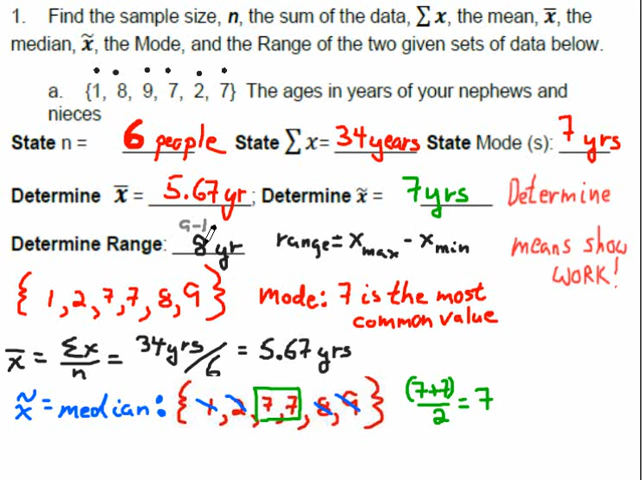 1. Find the sample size, n, the sum of the data, ∑x, the mean, x̅, the
median, x̃, the Mode, and the Range of the two given sets of data below.
a. {1, 8, 9, 7, 2, 7} The ages in years of your nephews and
nieces
State n = 6 people State ∑x= 34years State Mode (s): 7 yrs
Determine x̅ = 5.67 yr; Determine x̃ = 7yrs Determine
9-1
Determine Range: 8 yr range = xmax - xmin means show
WORK!
{1, 2, 7, 7, 8, 9} mode: 7 is the most
common value
x̅ = ∑x/n = 34yrs/6 = 5.67 yrs
x̃ = median: {1, 2, 7, 7, 8, 9} (7+7)/2 = 7